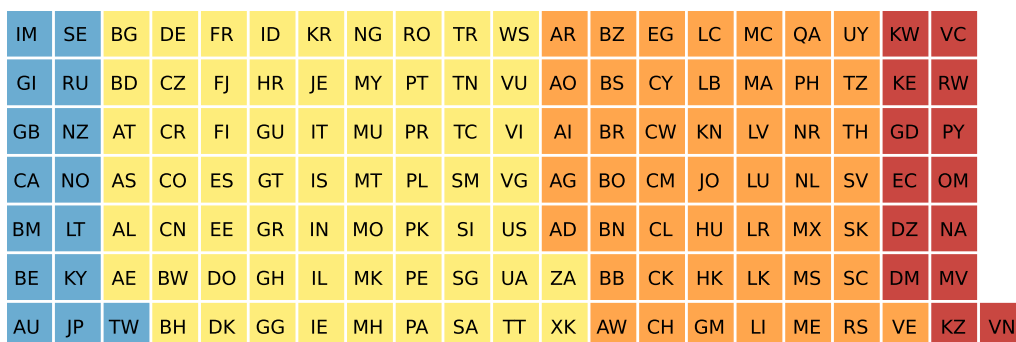 IM SE BG DE FR ID KR NG RO TR WS AR BZ EG LC MC QA UY KW VC
GI RU BD CZ FJ HR JE MY PT TN VU AO BS CY LB MA PH TZ KE RW
GB NZ AT CR FI GU IT MU PR TC VI AI BR CW KN LV NR TH GD PY
CA NO AS CO ES GT IS MT PL SM VG AG BO CM JO LU NL SV EC OM
BM LT AL CN EE GR IN MO PK SI US AD BN CL HU LR MX SK DZ NA
BE KY AE BW DO GH IL MK PE SG UA ZA BB CK HK LK MS SC DM MV
AU JP TW BH DK GG IE MH PA SA TT XK AW CH GM LI ME RS VE KZ VN